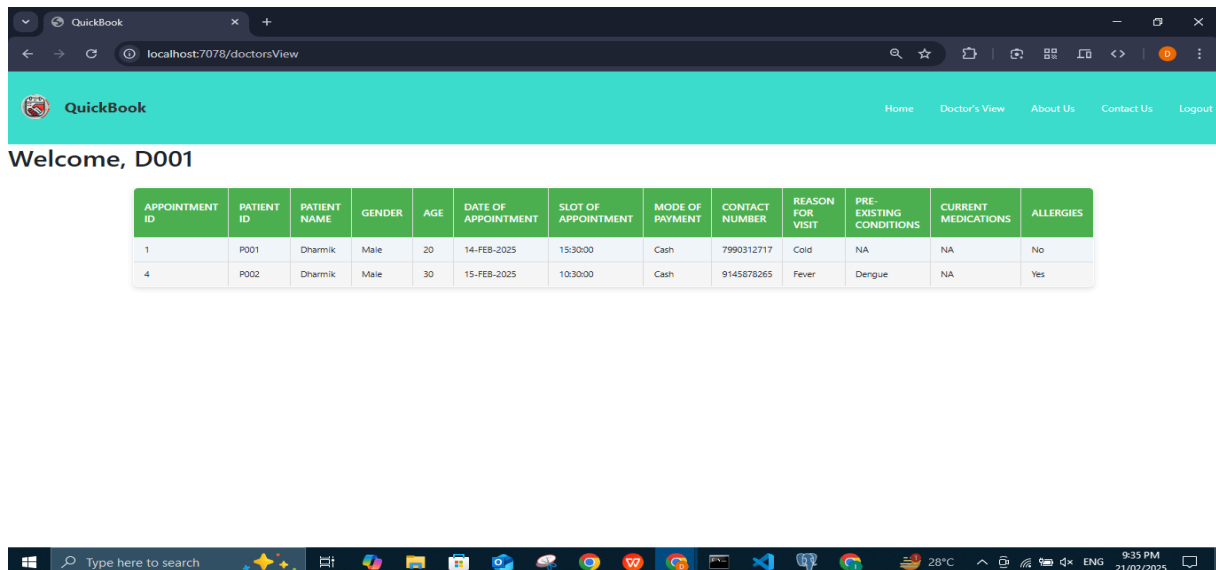 QuickBook
localhost:7078/doctorsView
D
QuickBook
Home Doctor's View About Us Contact Us Logout
Welcome, D001
APPOINTMENT ID PATIENT ID PATIENT NAME GENDER AGE DATE OF APPOINTMENT SLOT OF APPOINTMENT MODE OF PAYMENT CONTACT NUMBER REASON FOR VISIT PRE-EXISTING CONDITIONS CURRENT MEDICATIONS ALLERGIES
1 P001 Dharmik Male 20 14-FEB-2025 15:30:00 Cash 7990312717 Cold NA NA No
4 P002 Dharmik Male 30 15-FEB-2025 10:30:00 Cash 9145878265 Fever Dengue NA Yes
Type here to search
28°C ENG 9:35 PM
21/02/2025